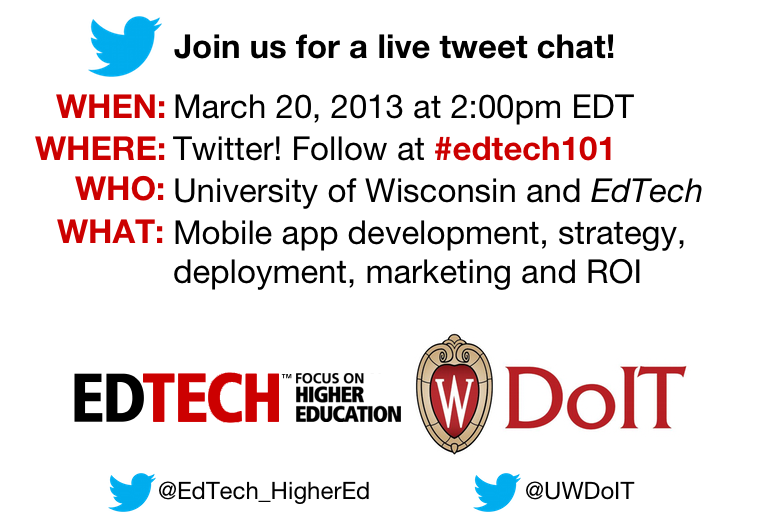 Join us for a live tweet chat!
WHEN: March 20, 2013 at 2:00pm EDT
WHERE: Twitter! Follow at #edtech101
WHO: University of Wisconsin and EdTech
WHAT: Mobile app development, strategy,
deployment, marketing and ROI
EDTECH™ FOCUS ON
HIGHER
EDUCATION
W DoIT
@EdTech_HigherEd
@UWDoIT